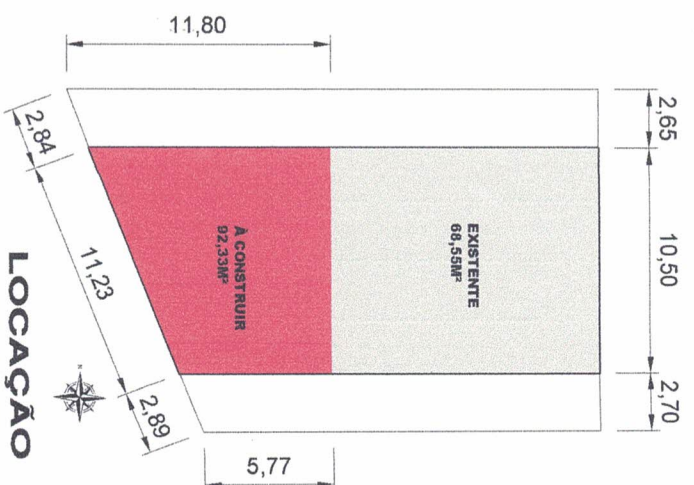 11,80
2,65
10,50
2,70
EXISTENTE
68,55M²
À CONSTRUIR
92,33M²
2,84
11,23
2,89
5,77
N
LOCAÇÃO